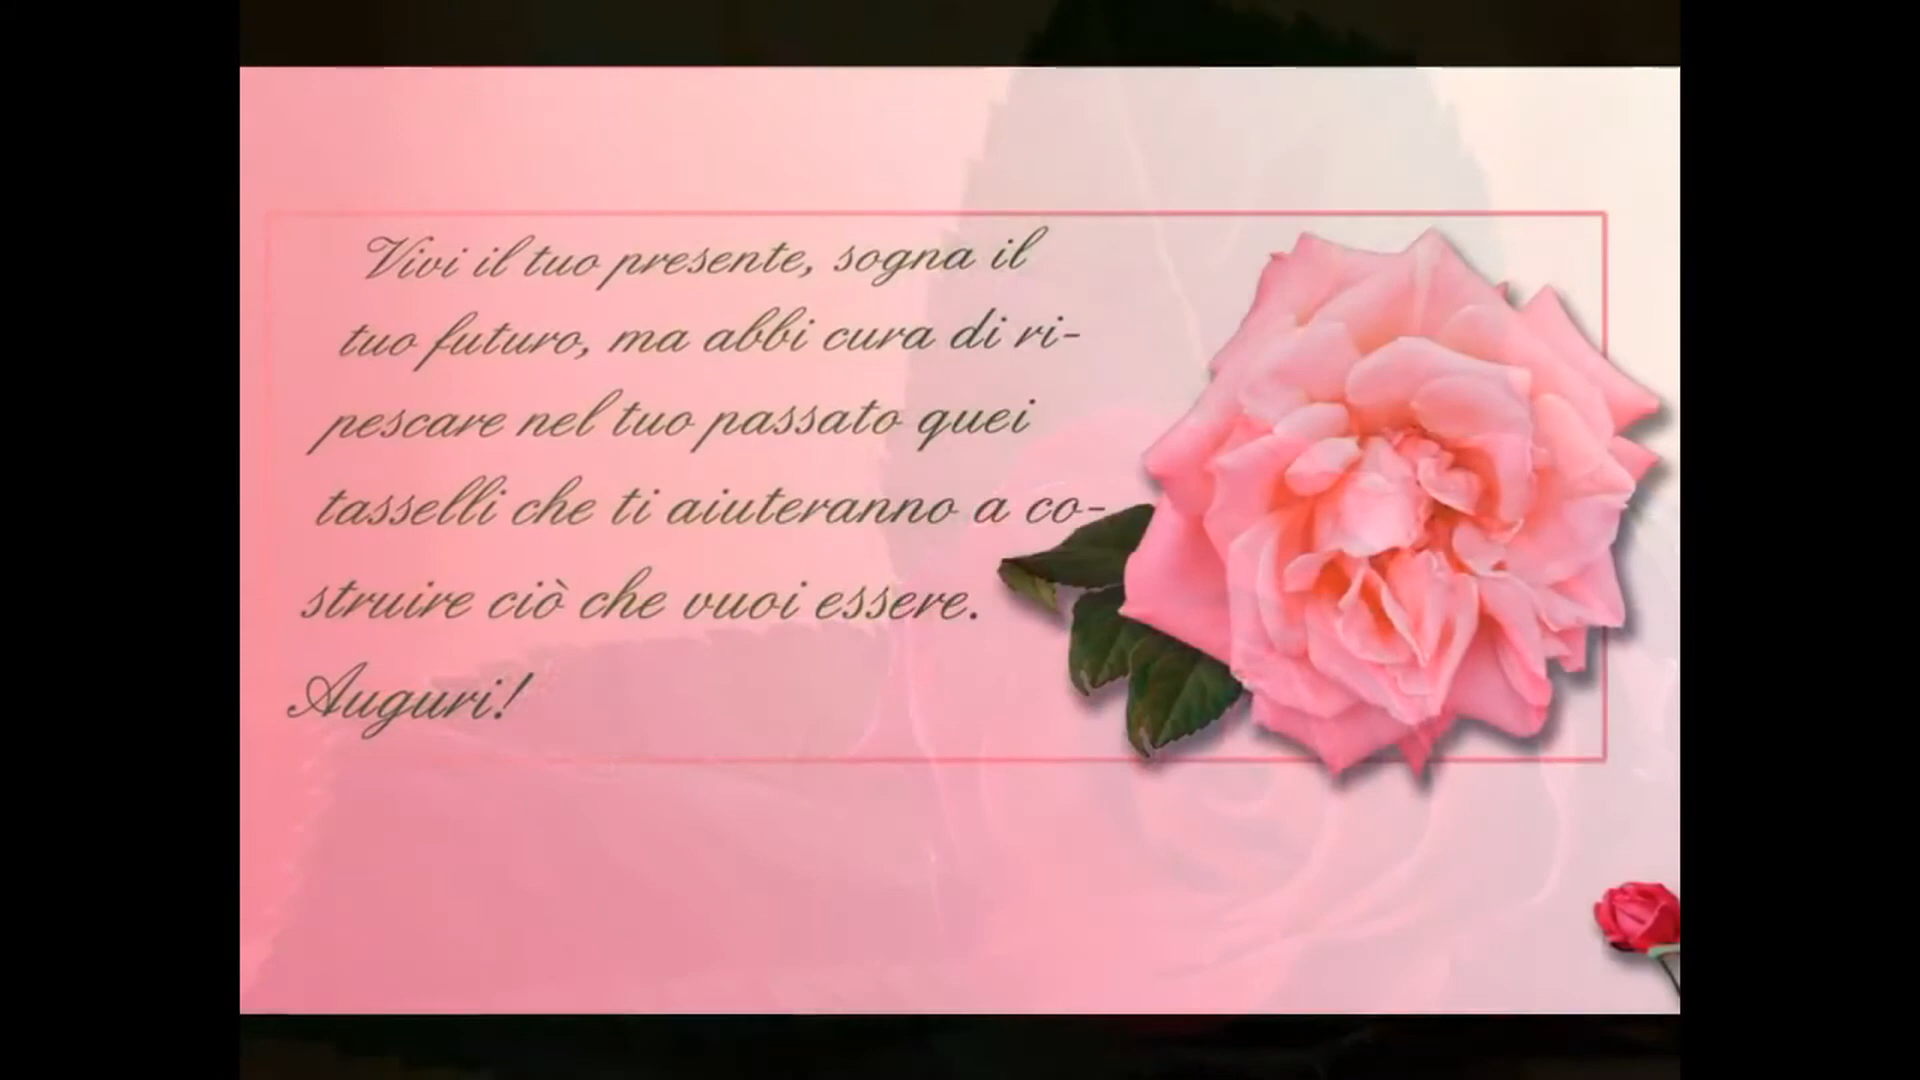 Vivi il tuo presente, sogna il
tuo futuro, ma abbi cura di ri-
pescare nel tuo passato quei
tasselli che ti aiuteranno a co-
struire ciò che vuoi essere.
Auguri!